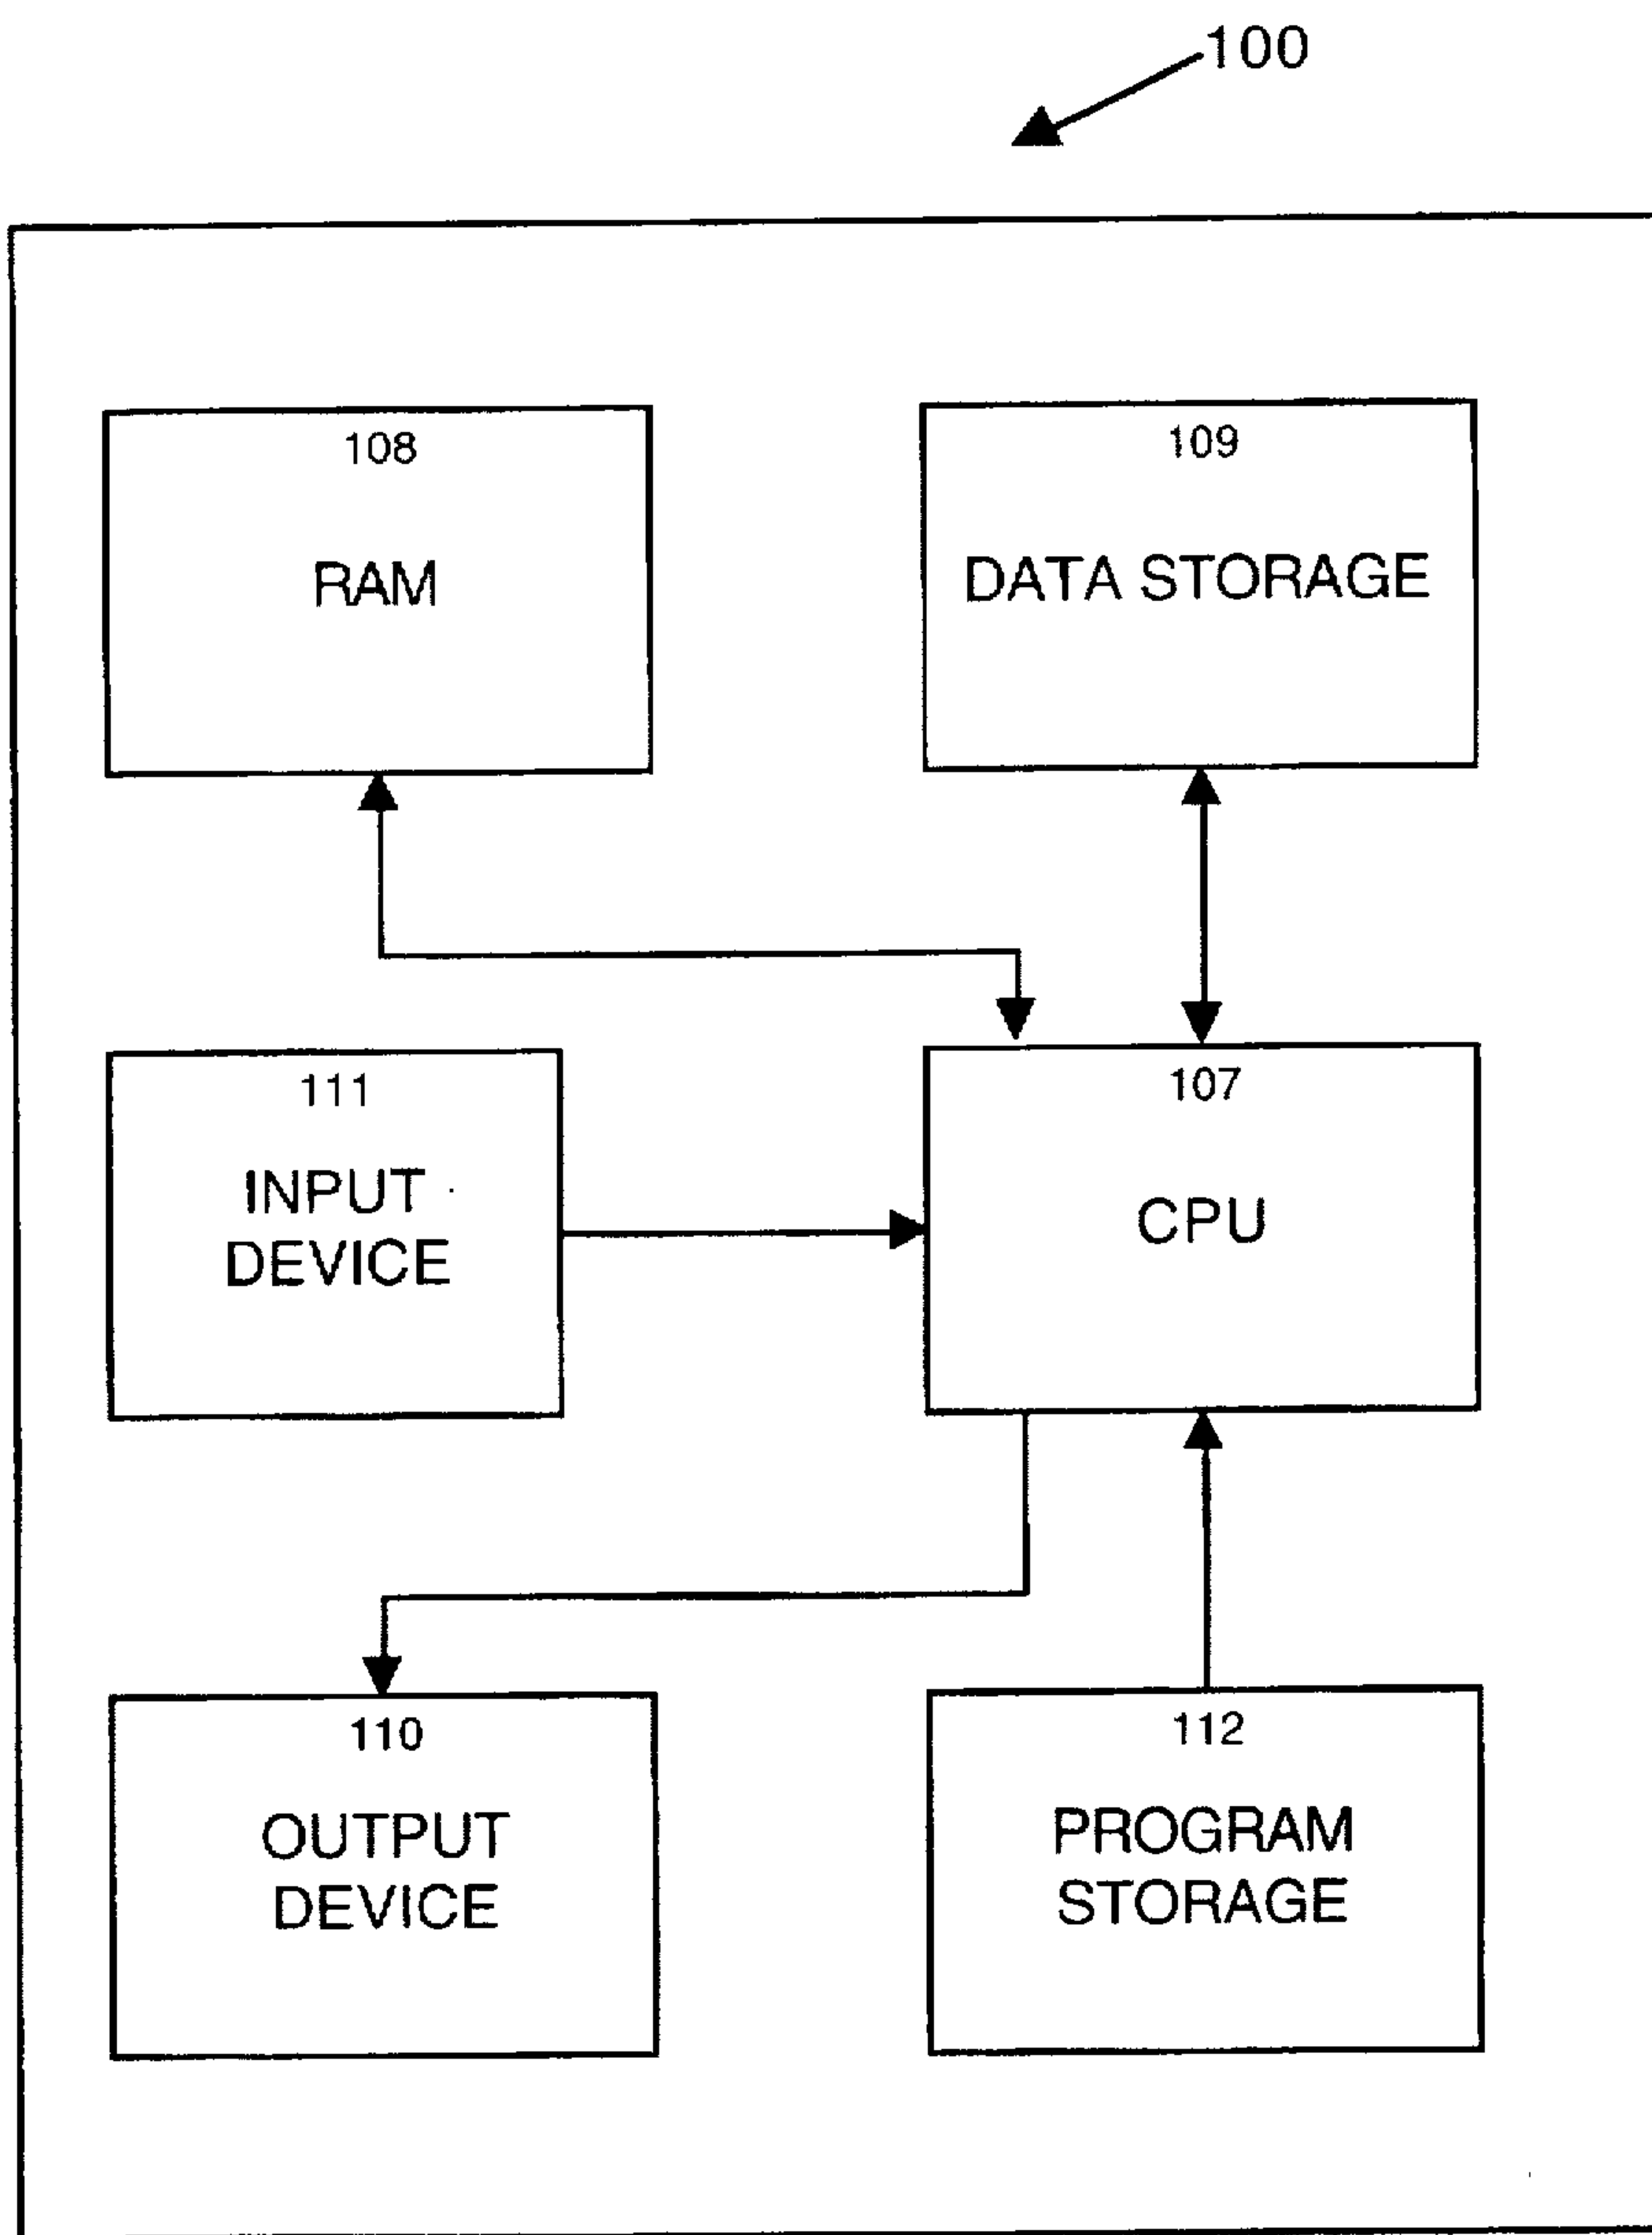 100
108
RAM
109
DATA STORAGE
111
INPUT
DEVICE
107
CPU
110
OUTPUT
DEVICE
112
PROGRAM
STORAGE